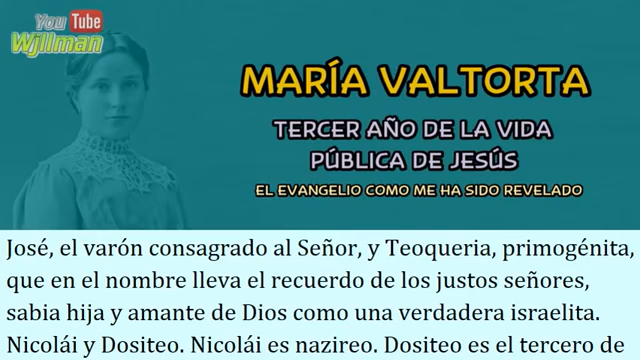 You Tube
Wjllman
MARÍA VALTORTA
TERCER AÑO DE LA VIDA
PÚBLICA DE JESÚS
EL EVANGELIO COMO ME HA SIDO REVELADO
José, el varón consagrado al Señor, y Teoqueria, primogénita,
que en el nombre lleva el recuerdo de los justos señores,
sabia hija y amante de Dios como una verdadera israelita.
Nicolái y Dositeo. Nicolái es nazireo. Dositeo es el tercero de